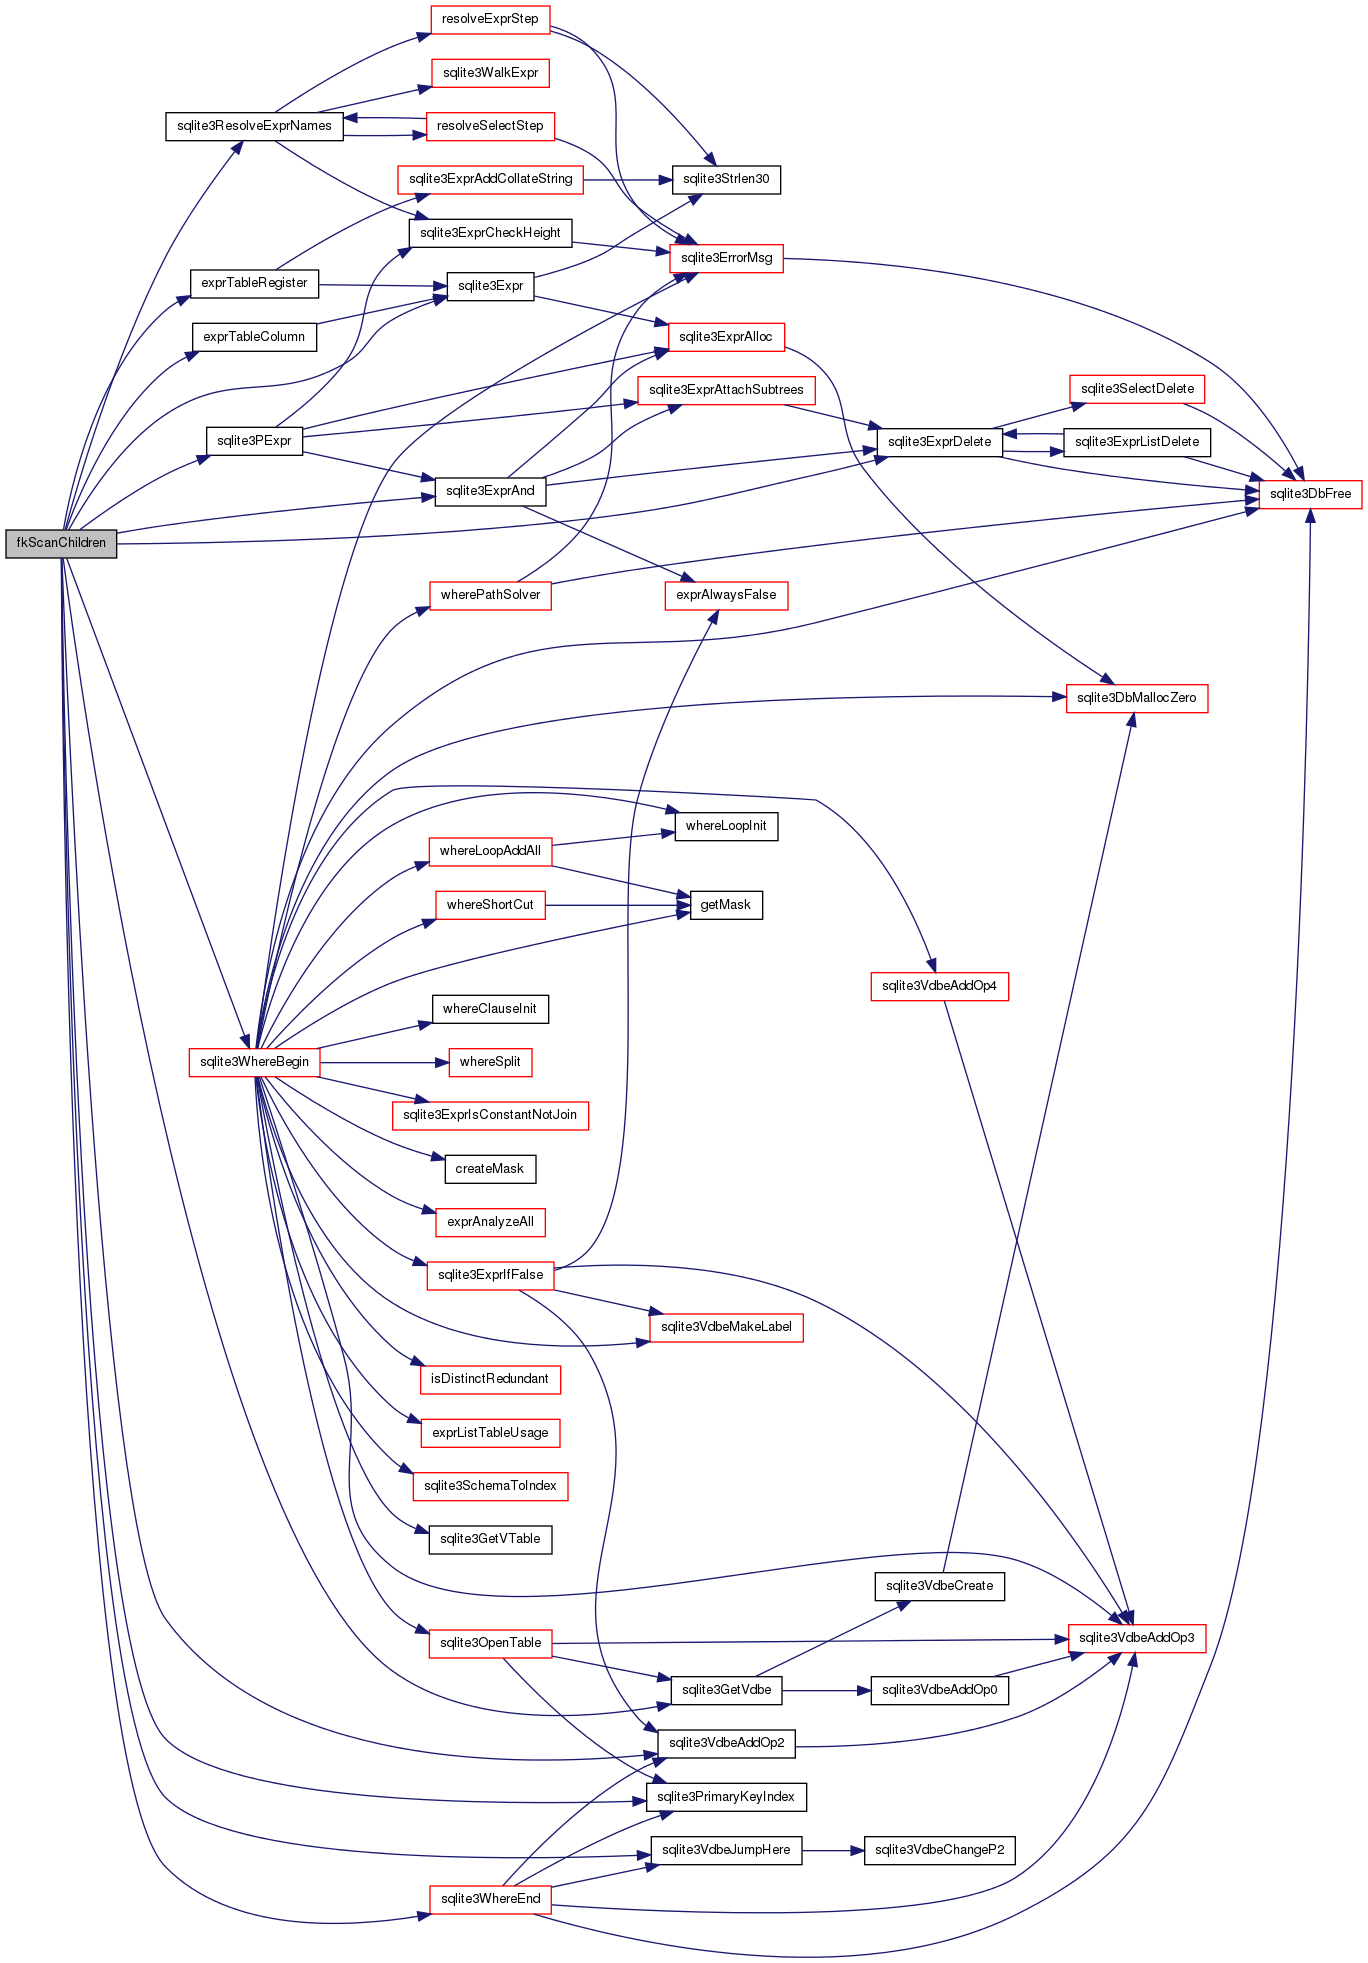 resolveExprStep
sqlite3WalkExpr
sqlite3ResolveExprNames
resolveSelectStep
sqlite3ExprAddCollateString
sqlite3Strlen30
sqlite3ExprCheckHeight
sqlite3ErrorMsg
exprTableRegister
sqlite3Expr
exprTableColumn
sqlite3ExprAlloc
sqlite3ExprAttachSubtrees
sqlite3SelectDelete
sqlite3PExpr
sqlite3ExprDelete
sqlite3ExprListDelete
sqlite3ExprAnd
sqlite3DbFree
fkScanChildren
wherePathSolver
exprAlwaysFalse
sqlite3DbMallocZero
whereLoopInit
whereLoopAddAll
whereShortCut
getMask
sqlite3VdbeAddOp4
whereClauseInit
sqlite3WhereBegin
whereSplit
sqlite3ExprIsConstantNotJoin
createMask
exprAnalyzeAll
sqlite3ExprIfFalse
sqlite3VdbeMakeLabel
isDistinctRedundant
exprListTableUsage
sqlite3SchemaToIndex
sqlite3GetVTable
sqlite3VdbeCreate
sqlite3OpenTable
sqlite3VdbeAddOp3
sqlite3GetVdbe
sqlite3VdbeAddOp0
sqlite3VdbeAddOp2
sqlite3PrimaryKeyIndex
sqlite3VdbeJumpHere
sqlite3VdbeChangeP2
sqlite3WhereEnd